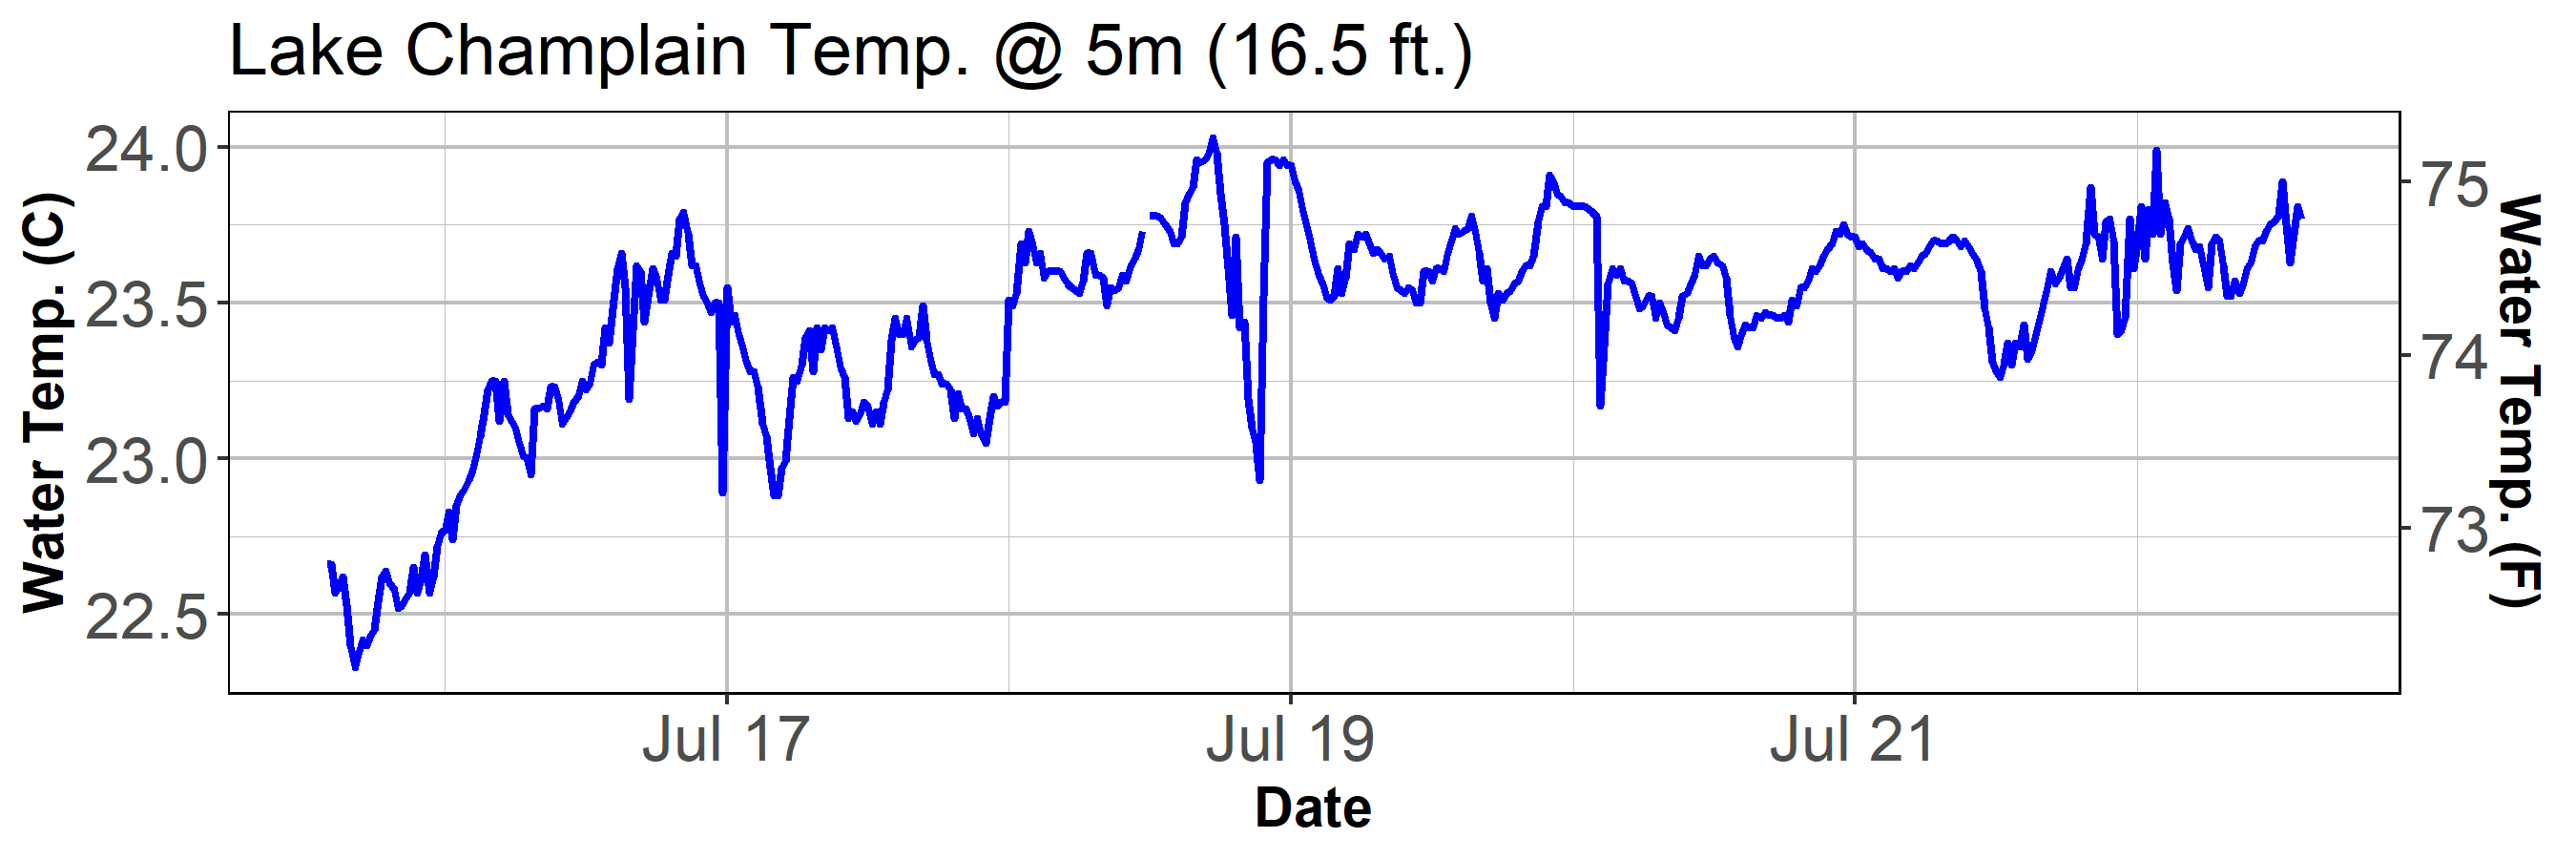 Lake Champlain Temp. @ 5m (16.5 ft.)
Water Temp. (C)
24.0
23.5
23.0
22.5
75
74
73
Water Temp. (F)
Jul 17 Jul 19 Jul 21
Date